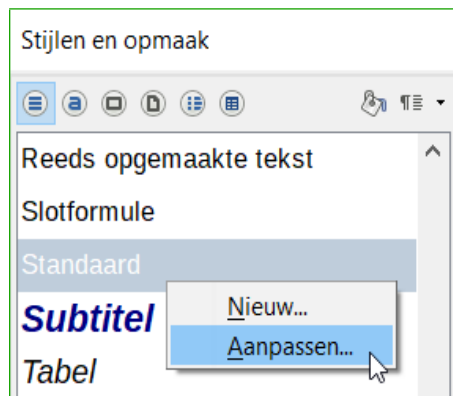 Stijlen en opmaak
Reeds opgemaakte tekst
Slotformule
Standaard
Subtitel
Nieuw...
Aanpassen...
Tabel